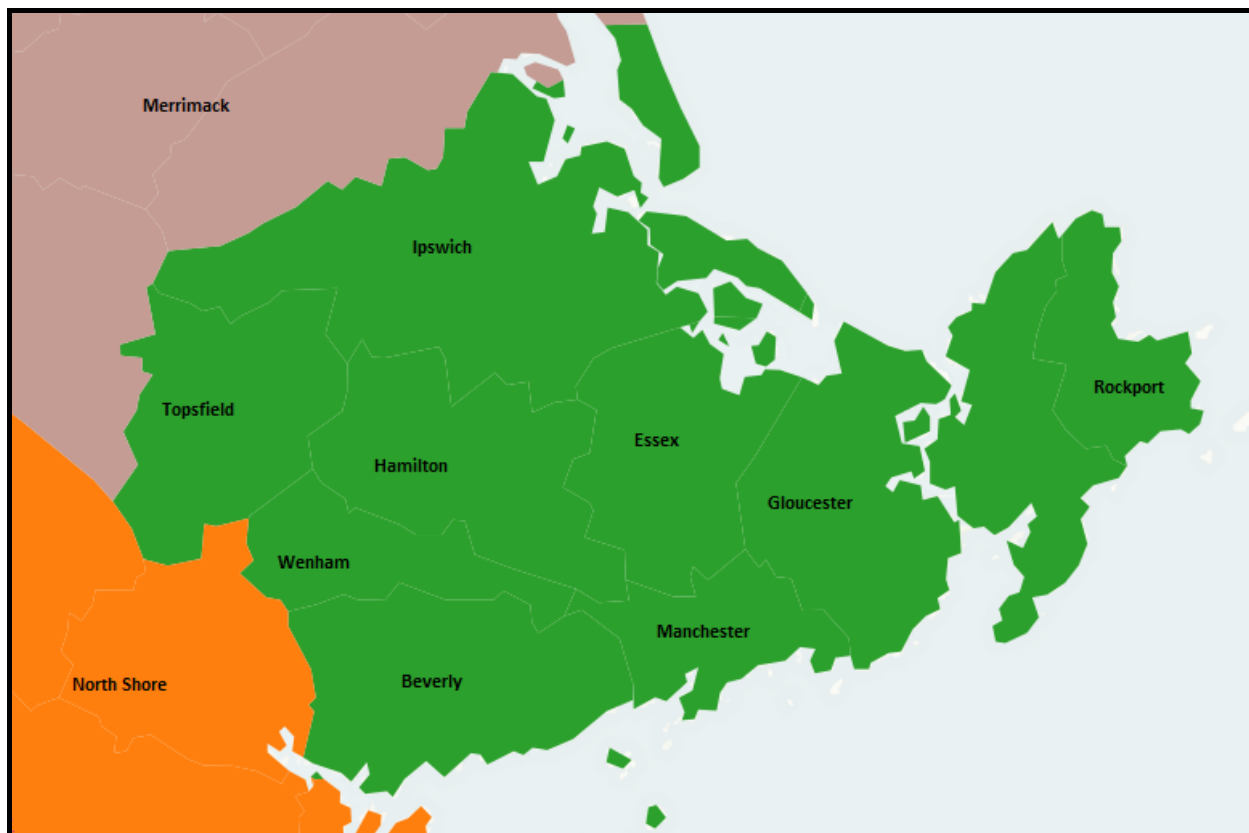 Merrimack
Ipswich
Rockport
Topsfield
Essex
Hamilton
Gloucester
Wenham
Manchester
North Shore
Beverly